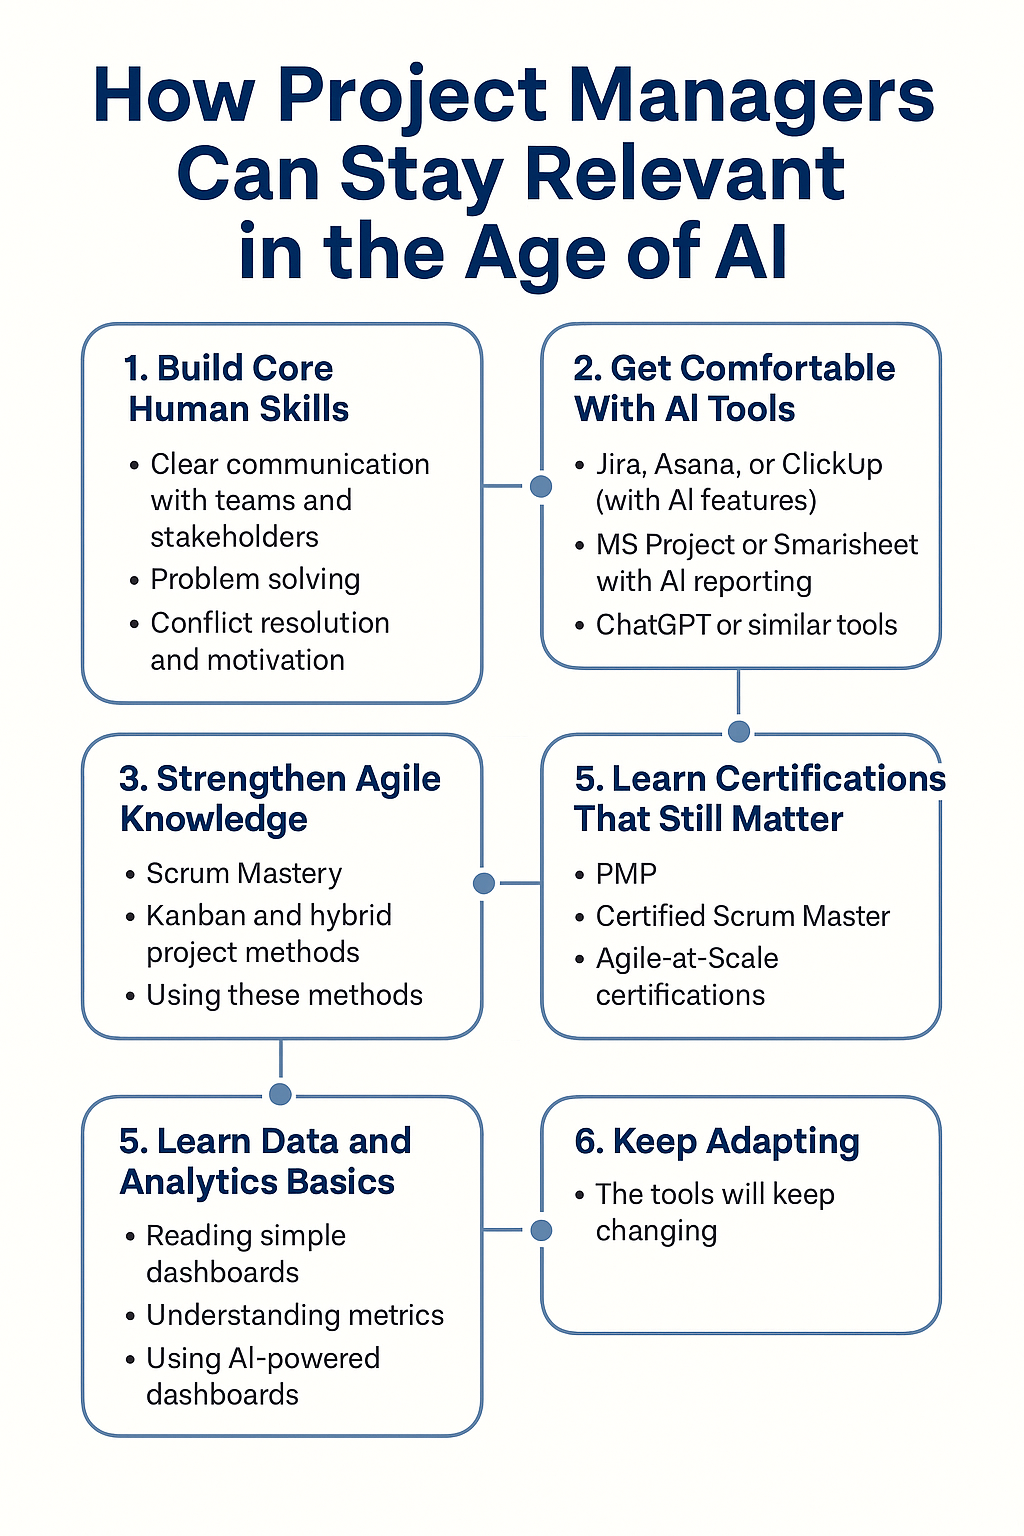 How Project Managers
Can Stay Relevant
in the Age of AI
1. Build Core
Human Skills
• Clear communication
with teams and
stakeholders
• Problem solving
• Conflict resolution
and motivation
2. Get Comfortable
With AI Tools
• Jira, Asana, or ClickUp
(with AI features)
• MS Project or Smarisheet
with AI reporting
• ChatGPT or similar tools
3. Strengthen Agile
Knowledge
• Scrum Mastery
• Kanban and hybrid
project methods
• Using these methods
5. Learn Certifications
That Still Matter
• PMP
• Certified Scrum Master
• Agile-at-Scale
certifications
5. Learn Data and
Analytics Basics
• Reading simple
dashboards
• Understanding metrics
• Using AI-powered
dashboards
6. Keep Adapting
• The tools will keep
changing